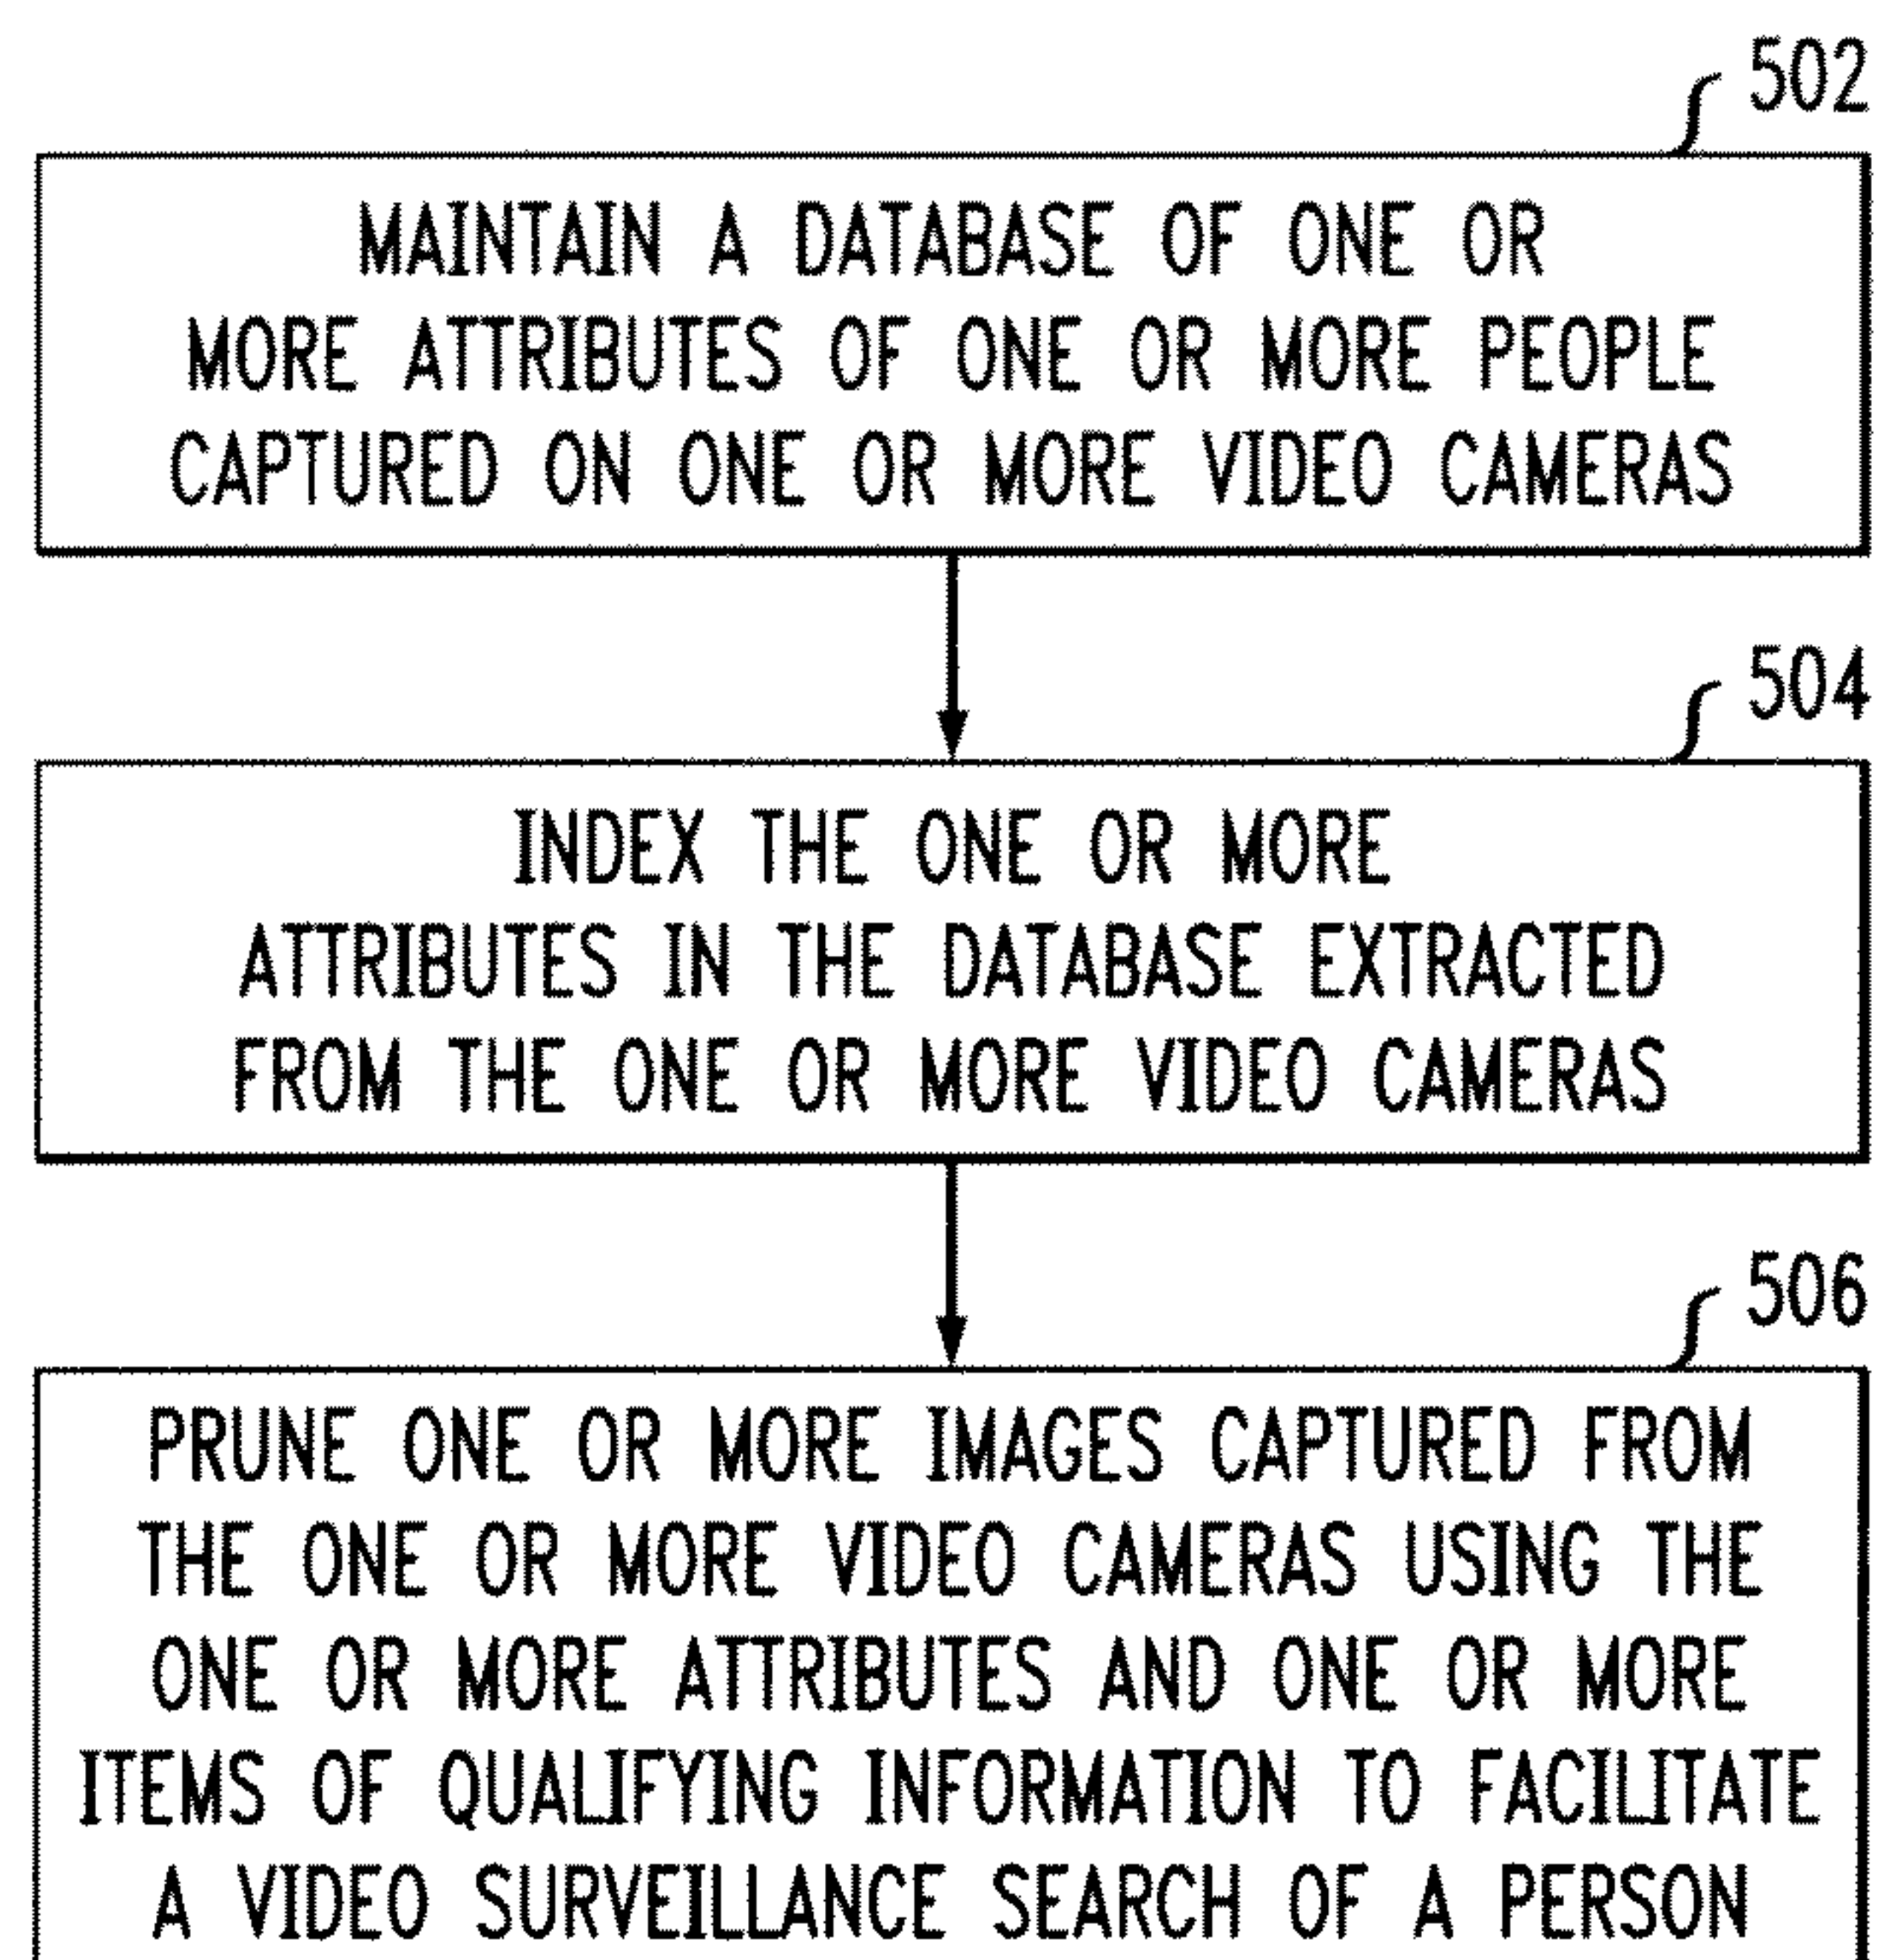 502
MAINTAIN A DATABASE OF ONE OR
MORE ATTRIBUTES OF ONE OR MORE PEOPLE
CAPTURED ON ONE OR MORE VIDEO CAMERAS
504
INDEX THE ONE OR MORE
ATTRIBUTES IN THE DATABASE EXTRACTED
FROM THE ONE OR MORE VIDEO CAMERAS
506
PRUNE ONE OR MORE IMAGES CAPTURED FROM
THE ONE OR MORE VIDEO CAMERAS USING THE
ONE OR MORE ATTRIBUTES AND ONE OR MORE
ITEMS OF QUALIFYING INFORMATION TO FACILITATE
A VIDEO SURVEILLANCE SEARCH OF A PERSON